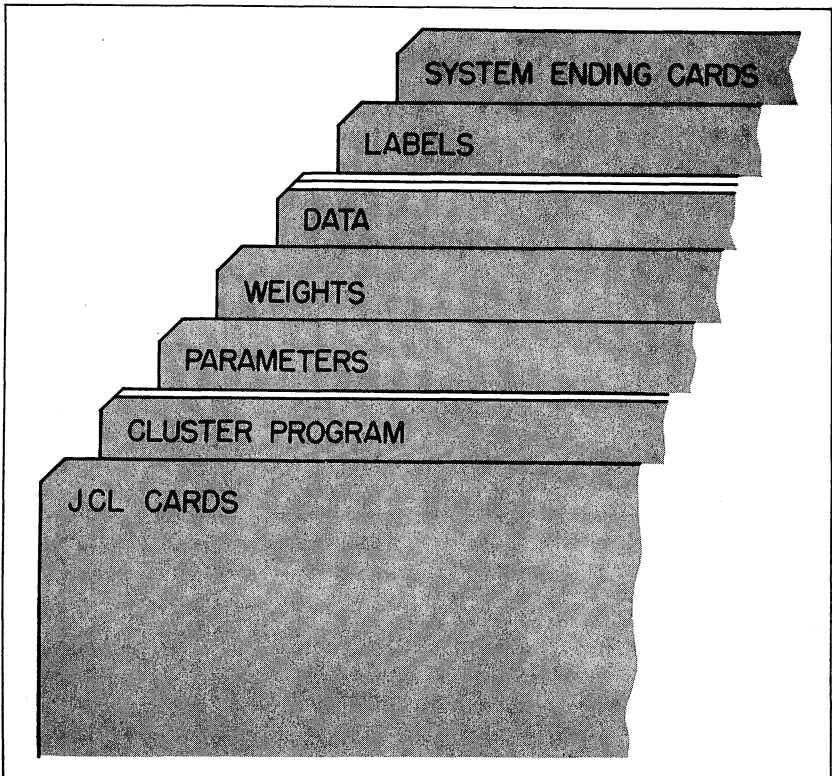 SYSTEM ENDING CARDS
LABELS
DATA
WEIGHTS
PARAMETERS
CLUSTER PROGRAM
JCL CARDS